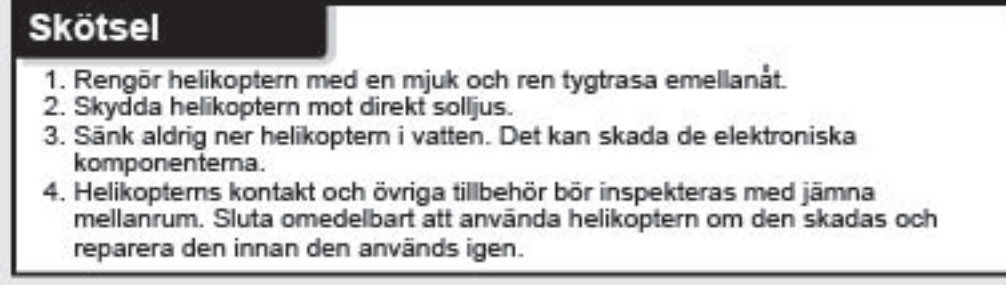 Skötsel
1. Rengör helikoptern med en mjuk och ren tygtrasa emellanåt.
2. Skydda helikoptern mot direkt solljus.
3. Sänk aldrig ner helikoptern i vatten. Det kan skada de elektroniska
komponenterna.
4. Helikopterns kontakt och övriga tillbehör bör inspekteras med jämna
mellanrum. Sluta omedelbart att använda helikoptern om den skadas och
reparera den innan den används igen.